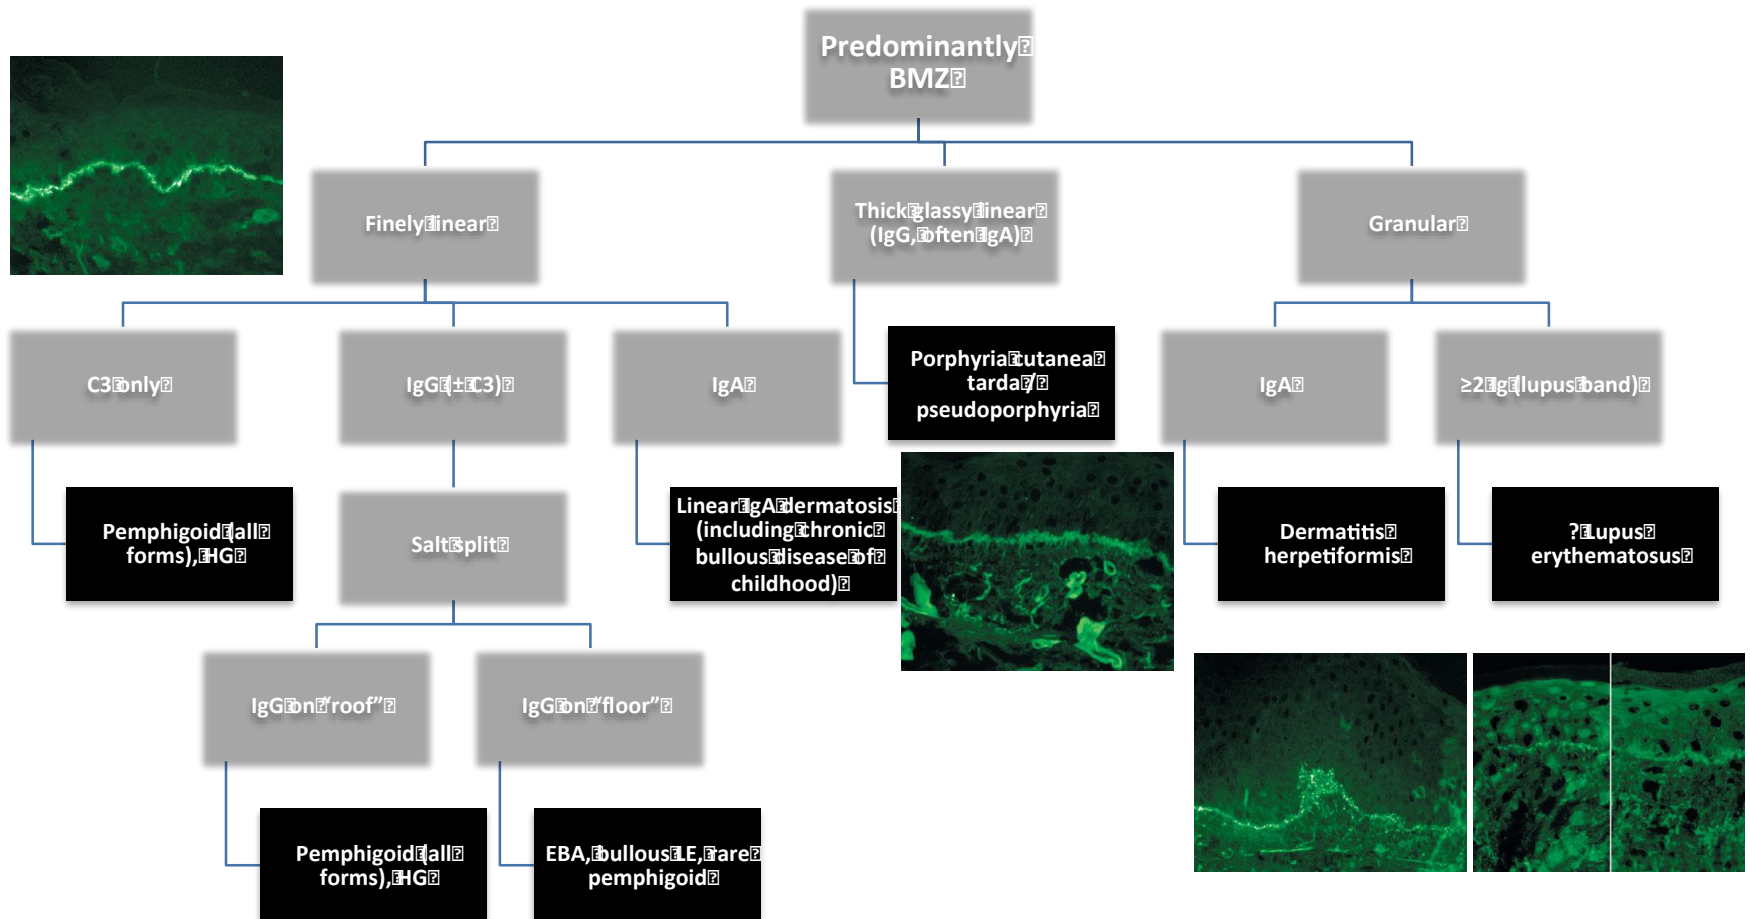 Predominantly
BMZ
Finely linear
Thick glassy linear
(IgG, often IgA)
Granular
C3 only
IgG (± C3)
IgA
Porphyria cutanea
tarda /
pseudoporphyria
IgA
≥2 Ig (lupus band)
Pemphigoid (all
forms), HG
Salt split
Linear IgA dermatosis
(including chronic
bullous disease of
childhood)
Dermatitis
herpetiformis
? Lupus
erythematosus
IgG on “roof”
IgG on “floor”
Pemphigoid (all
forms), HG
EBA, bullous LE, rare
pemphigoid